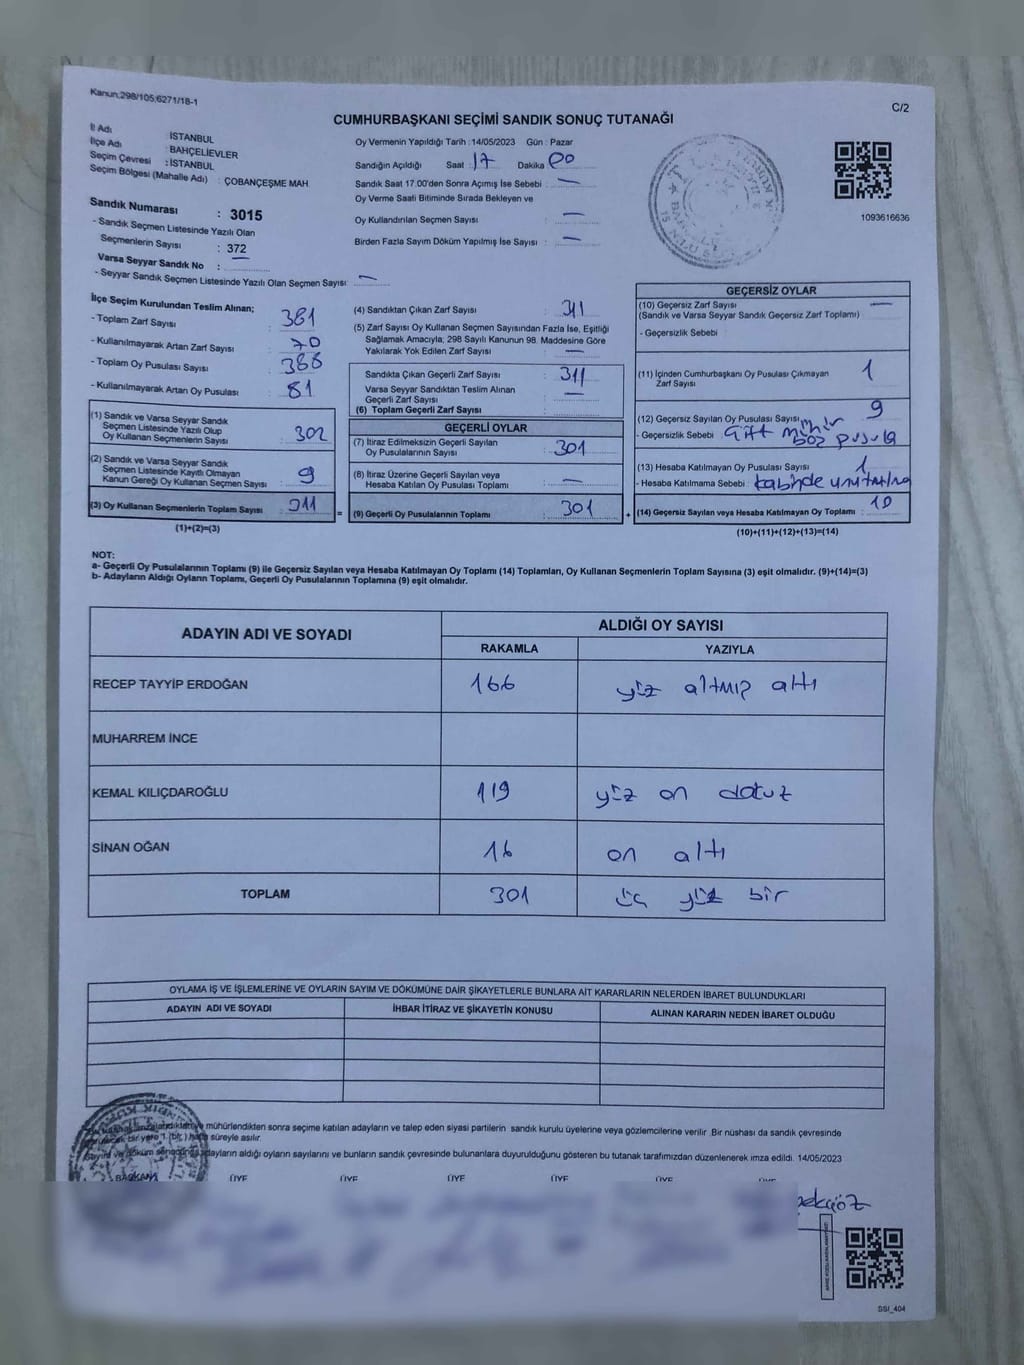 Kanun.298/105,6271/18-1
C/2
CUMHURBAŞKANI SEÇİMİ SANDIK SONUÇ TUTANAĞI
İl Adı : İSTANBUL
İlçe Adı : BAHÇELİEVLER
Seçim Çevresi : İSTANBUL
Seçim Bölgesi (Mahalle Adı) : ÇOBANÇEŞME MAH
Sandık Numarası : 3015
- Sandık Seçmen Listesinde Yazılı Olan
Seçmenlerin Sayısı : 372
Varsa Seyyar Sandık No :
- Seyyar Sandık Seçmen Listesinde Yazılı Olan Seçmen Sayısı: —
Oy Vermenin Yapıldığı Tarih :14/05/2023 Gün : Pazar
Sandığın Açıldığı Saat : 17 Dakika 00
Sandık Saat 17:00'den Sonra Açımış İse Sebebi : —
Oy Verme Saati Bitiminde Sırada Bekleyen ve
Oy Kullandırılan Seçmen Sayısı : —
Birden Fazla Sayım Döküm Yapılmış İse Sayısı : —
1093616636
İlçe Seçim Kurulundan Teslim Alınan;
- Toplam Zarf Sayısı : 381
- Kullanılmayarak Artan Zarf Sayısı : 70
- Toplam Oy Pusulası Sayısı : 388
- Kullanılmayarak Artan Oy Pusulası : 81
(1) Sandık ve Varsa Seyyar Sandık
Seçmen Listesinde Yazılı Olup
Oy Kullanan Seçmenlerin Sayısı : 302
(2) Sandık ve Varsa Seyyar Sandık
Seçmen Listesinde Kayıtlı Olmayan
Kanun Gereği Oy Kullanan Seçmen Sayısı : 9
(3) Oy Kullanan Seçmenlerin Toplam Sayısı : 311
(1)+(2)=(3)
(4) Sandıktan Çıkan Zarf Sayısı : 311
(5) Zarf Sayısı Oy Kullanan Seçmen Sayısından Fazla İse, Eşitliği
Sağlamak Amacıyla; 298 Sayılı Kanunun 98. Maddesine Göre
Yakılarak Yok Edilen Zarf Sayısı : —
Sandıkta Çıkan Geçerli Zarf Sayısı : 311
Varsa Seyyar Sandıktan Teslim Alınan
Geçerli Zarf Sayısı : —
(6) Toplam Geçerli Zarf Sayısı :
GEÇERLİ OYLAR
(7) İtiraz Edilmeksizin Geçerli Sayılan
Oy Pusulalarının Sayısı : 301
(8) İtiraz Üzerine Geçerli Sayılan veya
Hesaba Katılan Oy Pusulası Toplamı : —
= (9) Geçerli Oy Pusulalarının Toplamı : 301 +
GEÇERSİZ OYLAR
(10) Geçersiz Zarf Sayısı : —
(Sandık ve Varsa Seyyar Sandık Geçersiz Zarf Toplamı)
- Geçersizlik Sebebi :
(11) İçinden Cumhurbaşkanı Oy Pusulası Çıkmayan
Zarf Sayısı : 1
(12) Geçersiz Sayılan Oy Pusulası Sayısı : 9
- Geçersizlik Sebebi : Çift mühür
boş pusula
(13) Hesaba Katılmayan Oy Pusulası Sayısı : 1
- Hesaba Katılmama Sebebi : kabinde unutulma
(14) Geçersiz Sayılan veya Hesaba Katılmayan Oy Toplamı : 10
(10)+(11)+(12)+(13)=(14)
NOT:
a- Geçerli Oy Pusulalarının Toplamı (9) ile Geçersiz Sayılan veya Hesaba Katılmayan Oy Toplamı (14) Toplamları, Oy Kullanan Seçmenlerin Toplam Sayısına (3) eşit olmalıdır. (9)+(14)=(3)
b- Adayların Aldığı Oyların Toplamı, Geçerli Oy Pusulalarının Toplamına (9) eşit olmalıdır.
ADAYIN ADI VE SOYADI
ALDIĞI OY SAYISI
RAKAMLA YAZIYLA
RECEP TAYYİP ERDOĞAN 166 yüz altmış altı
MUHARREM İNCE
KEMAL KILIÇDAROĞLU 119 yüz on dokuz
SİNAN OĞAN 16 on altı
TOPLAM 301 üç yüz bir
OYLAMA İŞ VE İŞLEMLERİNE VE OYLARIN SAYIM VE DÖKÜMÜNE DAİR ŞİKAYETLERLE BUNLARA AİT KARARLARIN NELERDEN İBARET BULUNDUKLARI
ADAYIN ADI VE SOYADI İHBAR İTİRAZ VE ŞİKAYETİN KONUSU ALINAN KARARIN NEDEN İBARET OLDUĞU
mühürlendikten sonra seçime katılan adayların ve talep eden siyasi partilerin sandık kurulu üyelerine veya gözlemcilerine verilir .Bir nüshası da sandık çevresinde
bir yere 1 (bir) hafta süreyle asılır.
Sayım ve döküm sonucunda adayların aldığı oyların sayılarını ve bunların sandık çevresinde bulunanlara duyurulduğunu gösteren bu tutanak tarafımızdan düzenlenerek imza edildi. 14/05/2023
BAŞKAN ÜYE ÜYE ÜYE ÜYE ÜYE
SSI_404